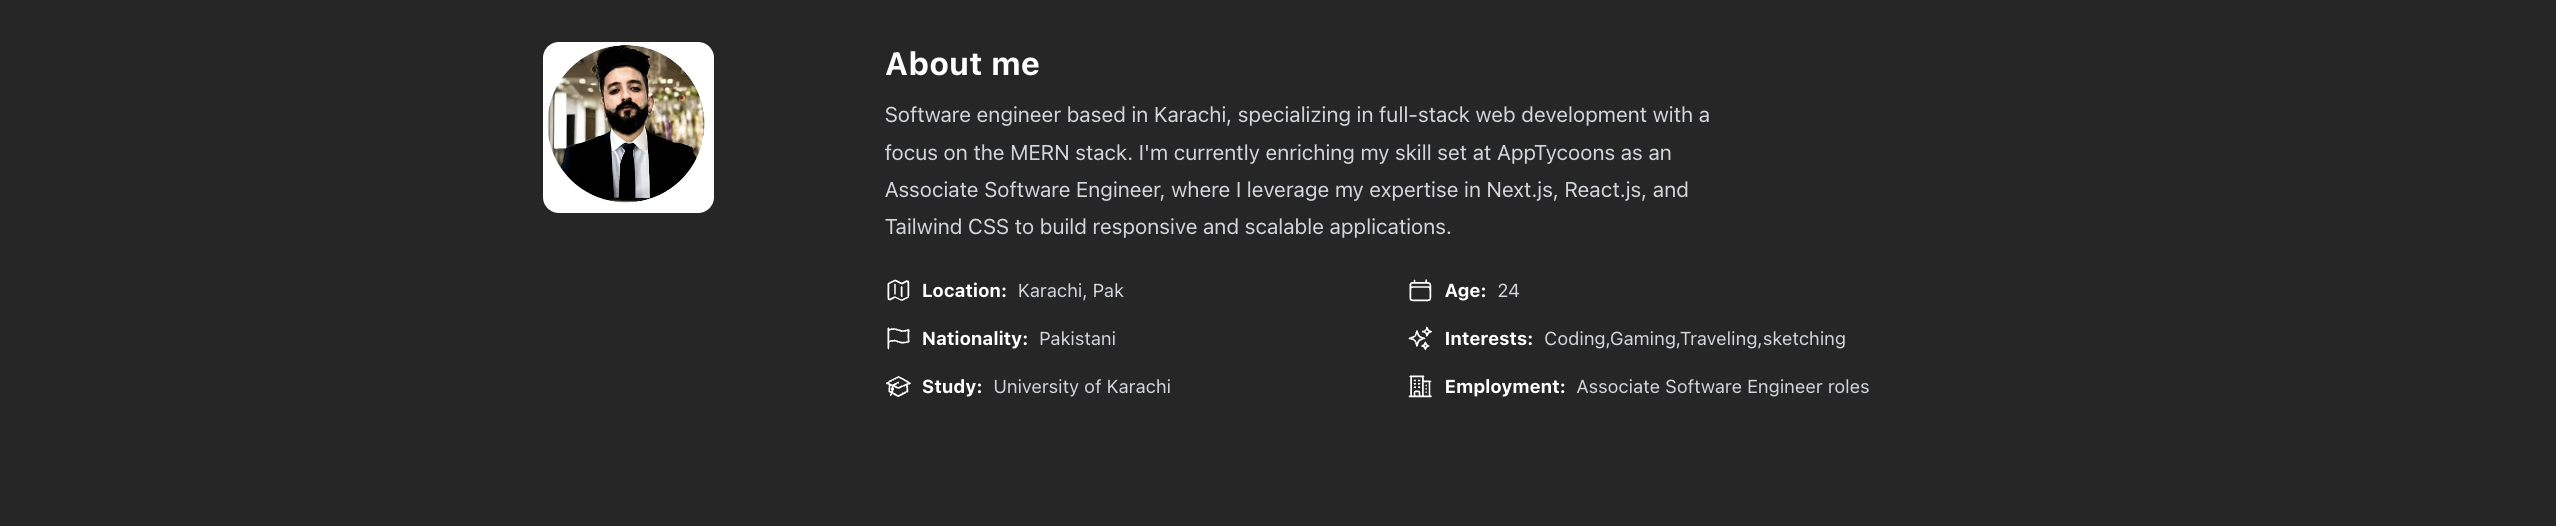 About me
Software engineer based in Karachi, specializing in full-stack web development with a
focus on the MERN stack. I'm currently enriching my skill set at AppTycoons as an
Associate Software Engineer, where I leverage my expertise in Next.js, React.js, and
Tailwind CSS to build responsive and scalable applications.
Location: Karachi, Pak
Age: 24
Nationality: Pakistani
Interests: Coding,Gaming,Traveling,sketching
Study: University of Karachi
Employment: Associate Software Engineer roles